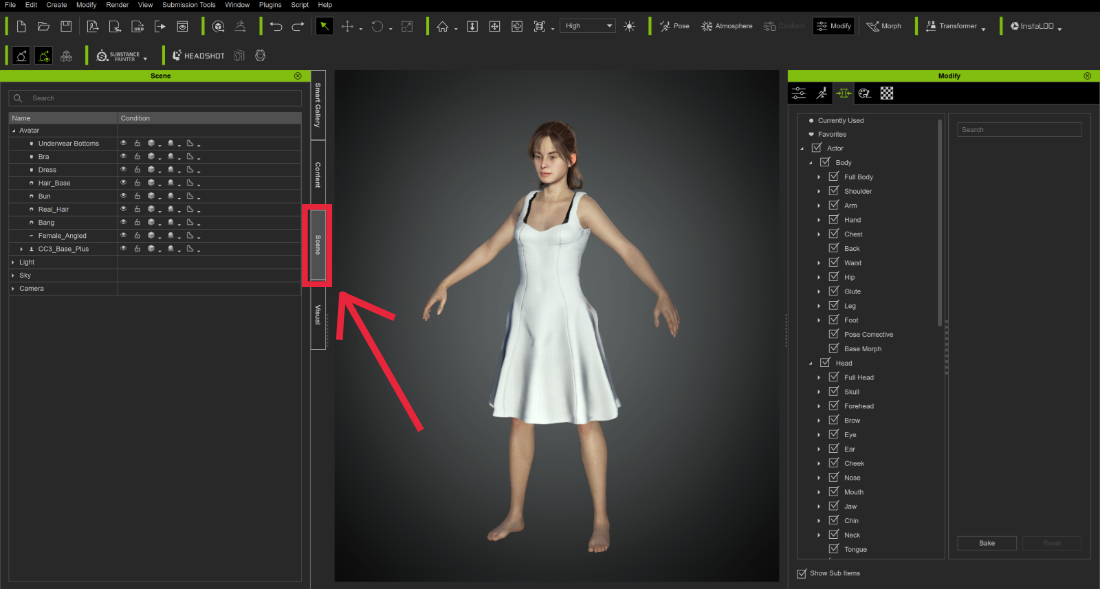 File Edit Create Modify Render View Submission Tools Window Plugins Script Help
High Pose Atmosphere Conform Modify Morph Transformer InstaLOD
SUBSTANCE PAINTER HEADSHOT
Scene
Search
Name Condition
Avatar
Underwear Bottoms
Bra
Dress
Hair_Base
Bun
Real_Hair
Bang
Female_Angled
CC3_Base_Plus
Light
Sky
Camera
Smart Gallery
Content
Scene
Visual
Modify
Currently Used
Favorites
Actor
Body
Full Body
Shoulder
Arm
Hand
Chest
Back
Waist
Hip
Glute
Leg
Foot
Pose Corrective
Base Morph
Head
Full Head
Skull
Forehead
Brow
Eye
Ear
Cheek
Nose
Mouth
Jaw
Chin
Neck
Tongue
Show Sub Items
Search
Bake Reset